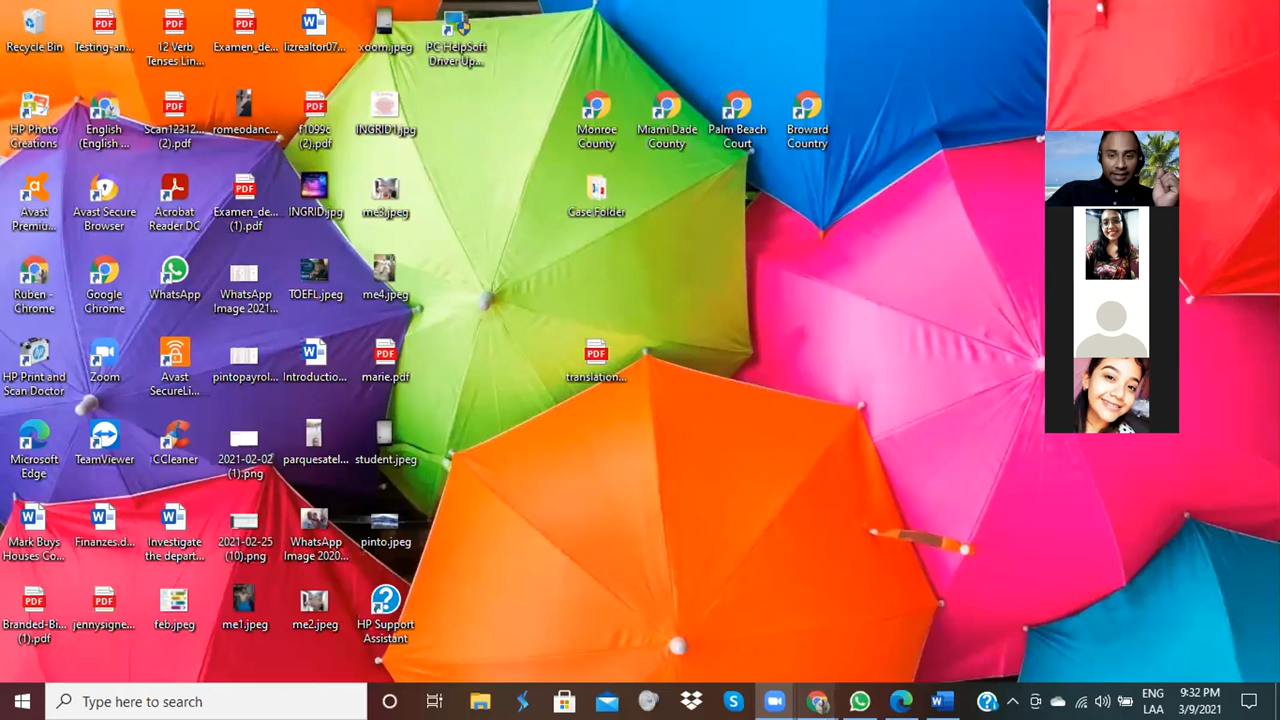 Recycle Bin
Testing-an...
12 Verb
Tenses Lin...
Examen_de...
lizrealtor07...
xoom.jpeg
PC HelpSoft
Driver Up...
HP Photo
Creations
English
(English ...
Scan12312...
(2).pdf
romeodanc...
f1099c
(2).pdf
INGRID1.jpg
Monroe
County
Miami Dade
County
Palm Beach
Court
Broward
Country
Avast
Premiu...
Avast Secure
Browser
Acrobat
Reader DC
Examen_de...
(1).pdf
INGRID.jpg
me3.jpeg
Case Folder
Ruben -
Chrome
Google
Chrome
WhatsApp
WhatsApp
Image 2021...
TOEFL.jpeg
me4.jpeg
HP Print and
Scan Doctor
Zoom
Avast
SecureLi...
pintopayrol...
Introductio...
marie.pdf
translation...
Microsoft
Edge
TeamViewer
CCleaner
2021-02-02
(1).png
parquesatel...
student.jpeg
Mark Buys
Houses Co...
Finanzes.d...
Investigate
the depart...
2021-02-25
(10).png
WhatsApp
Image 2020...
pinto.jpeg
Branded-Bi...
(1).pdf
jennysigne...
feb.jpeg
me1.jpeg
me2.jpeg
HP Support
Assistant
Type here to search
ENG
LAA
9:32 PM
3/9/2021